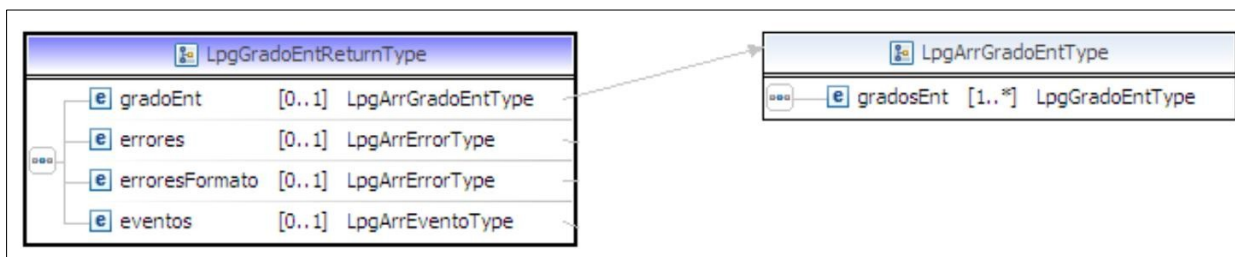 LpgGradoEntReturnType
e gradoEnt [0..1] LpgArrGradoEntType
e errores [0..1] LpgArrErrorType
e erroresFormato [0..1] LpgArrErrorType
e eventos [0..1] LpgArrEventoType
LpgArrGradoEntType
e gradosEnt [1..*] LpgGradoEntType